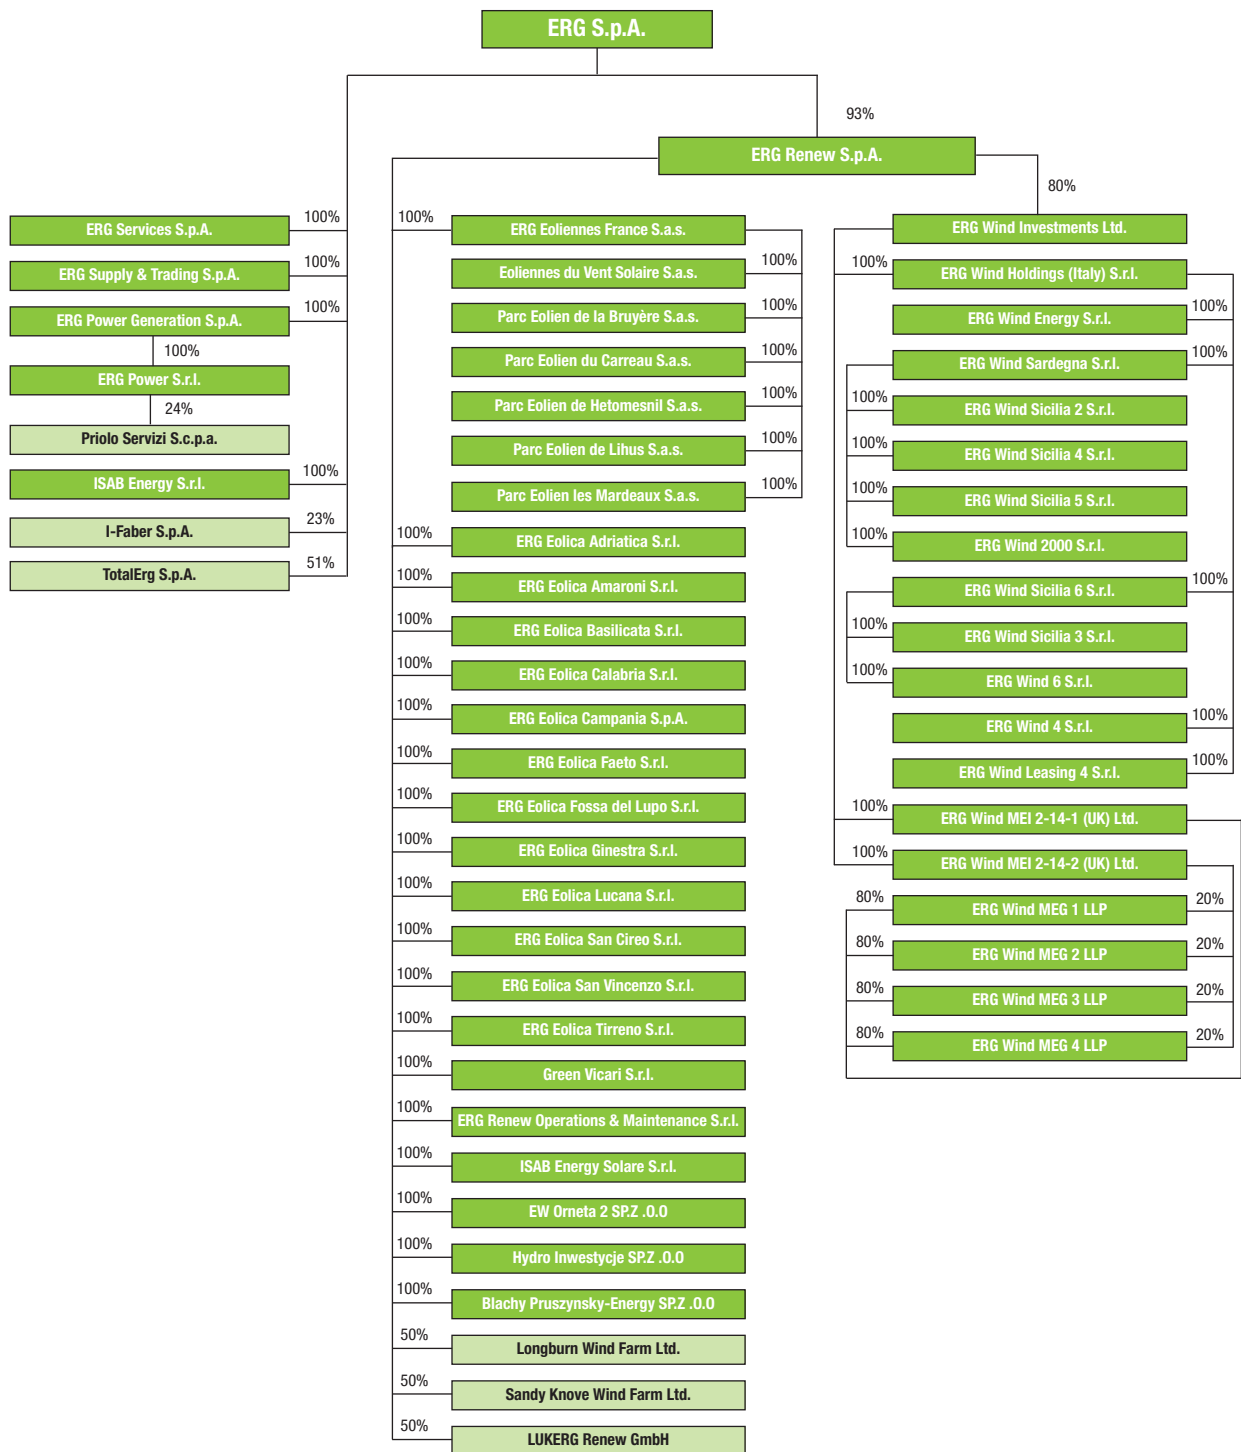 ERG S.p.A.
93%
ERG Renew S.p.A.
80%
100%
ERG Services S.p.A.
100%
ERG Supply & Trading S.p.A.
100%
ERG Power Generation S.p.A.
100%
ERG Power S.r.l.
24%
Priolo Servizi S.c.p.a.
100%
ISAB Energy S.r.l.
23%
I-Faber S.p.A.
51%
TotalErg S.p.A.
100%
ERG Eoliennes France S.a.s.
100%
Eoliennes du Vent Solaire S.a.s.
100%
Parc Eolien de la Bruyère S.a.s.
100%
Parc Eolien du Carreau S.a.s.
100%
Parc Eolien de Hetomesnil S.a.s.
100%
Parc Eolien de Lihus S.a.s.
100%
Parc Eolien les Mardeaux S.a.s.
100%
ERG Eolica Adriatica S.r.l.
100%
ERG Eolica Amaroni S.r.l.
100%
ERG Eolica Basilicata S.r.l.
100%
ERG Eolica Calabria S.r.l.
100%
ERG Eolica Campania S.p.A.
100%
ERG Eolica Faeto S.r.l.
100%
ERG Eolica Fossa del Lupo S.r.l.
100%
ERG Eolica Ginestra S.r.l.
100%
ERG Eolica Lucana S.r.l.
100%
ERG Eolica San Cireo S.r.l.
100%
ERG Eolica San Vincenzo S.r.l.
100%
ERG Eolica Tirreno S.r.l.
100%
Green Vicari S.r.l.
100%
ERG Renew Operations & Maintenance S.r.l.
100%
ISAB Energy Solare S.r.l.
100%
EW Orneta 2 SP.Z .O.O
100%
Hydro Inwestycje SP.Z .O.O
100%
Blachy Pruszynsky-Energy SP.Z .O.O
50%
Longburn Wind Farm Ltd.
50%
Sandy Knove Wind Farm Ltd.
50%
LUKERG Renew GmbH
ERG Wind Investments Ltd.
100%
ERG Wind Holdings (Italy) S.r.l.
100%
ERG Wind Energy S.r.l.
100%
ERG Wind Sardegna S.r.l.
100%
ERG Wind Sicilia 2 S.r.l.
100%
ERG Wind Sicilia 4 S.r.l.
100%
ERG Wind Sicilia 5 S.r.l.
100%
ERG Wind 2000 S.r.l.
100%
ERG Wind Sicilia 6 S.r.l.
100%
ERG Wind Sicilia 3 S.r.l.
100%
ERG Wind 6 S.r.l.
100%
ERG Wind 4 S.r.l.
100%
ERG Wind Leasing 4 S.r.l.
100%
ERG Wind MEI 2-14-1 (UK) Ltd.
100%
ERG Wind MEI 2-14-2 (UK) Ltd.
80%
ERG Wind MEG 1 LLP
20%
80%
ERG Wind MEG 2 LLP
20%
80%
ERG Wind MEG 3 LLP
20%
80%
ERG Wind MEG 4 LLP
20%